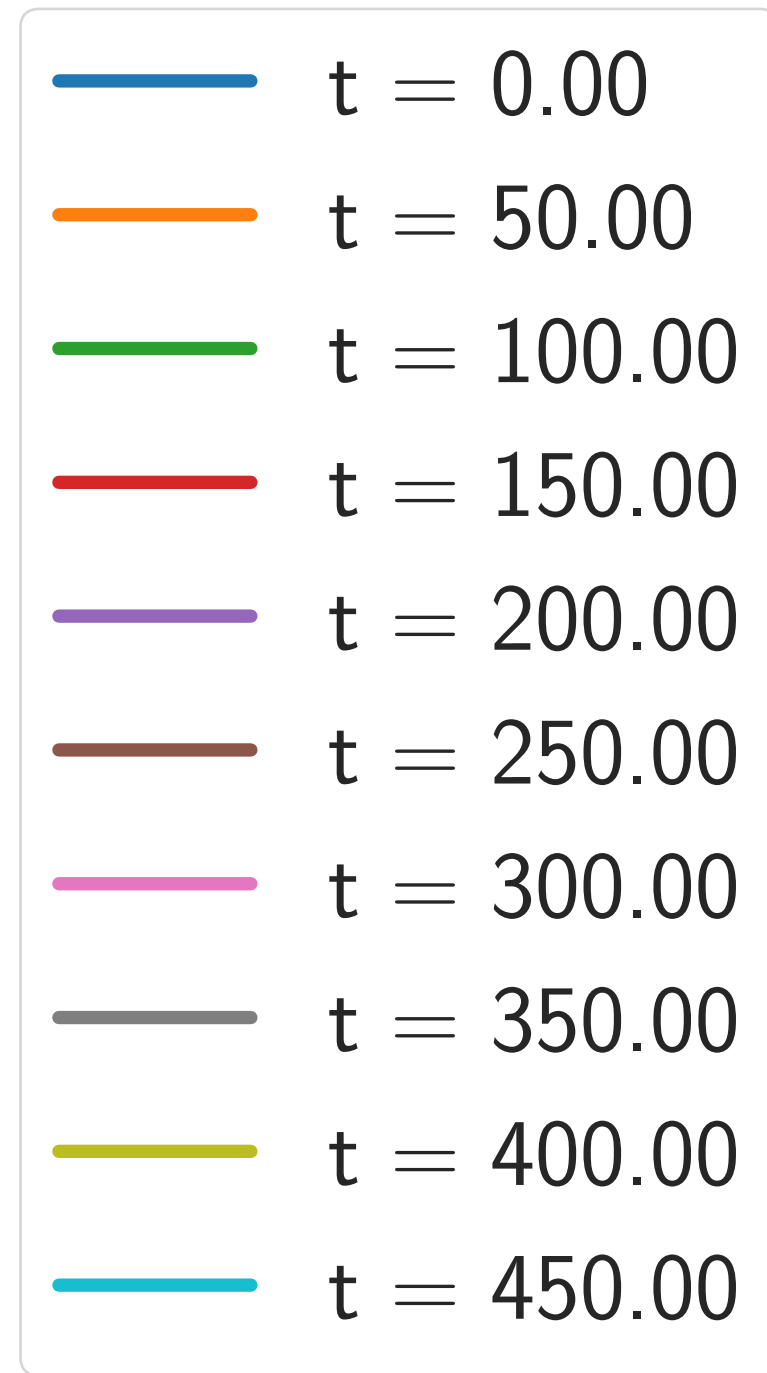 t = 0.00
t = 50.00
t = 100.00
t = 150.00
t = 200.00
t = 250.00
t = 300.00
t = 350.00
t = 400.00
t = 450.00